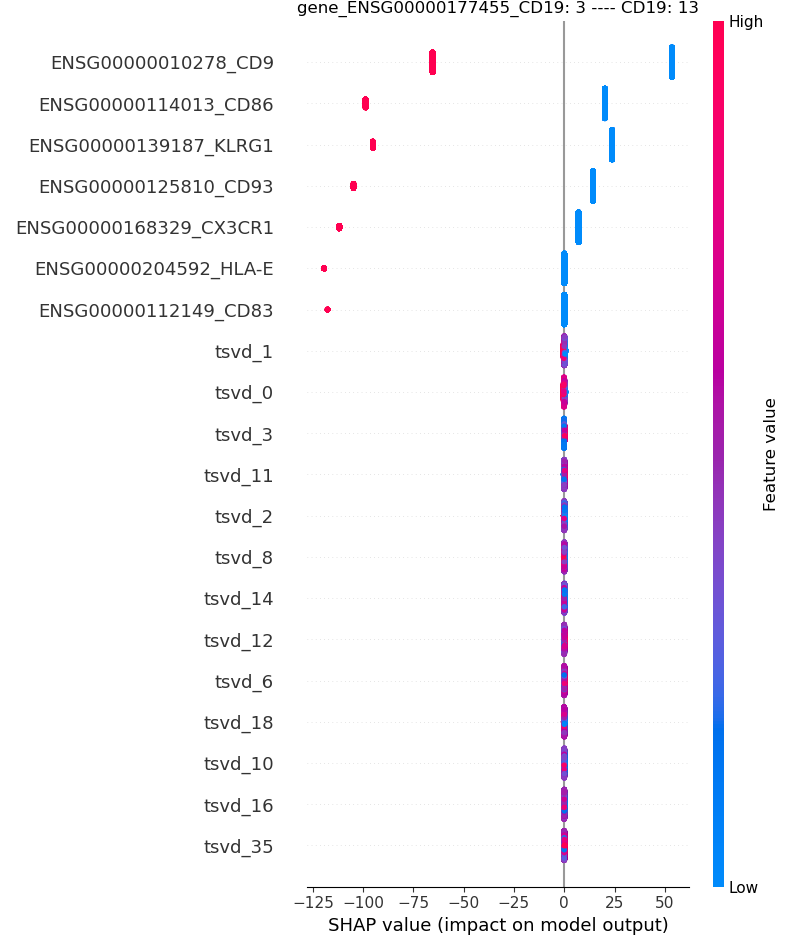 gene_ENSG00000177455_CD19: 3 ---- CD19: 13
High
ENSG00000010278_CD9
ENSG00000114013_CD86
ENSG00000139187_KLRG1
ENSG00000125810_CD93
ENSG00000168329_CX3CR1
ENSG00000204592_HLA-E
ENSG00000112149_CD83
tsvd_1
tsvd_0
tsvd_3
tsvd_11
tsvd_2
tsvd_8
tsvd_14
tsvd_12
tsvd_6
tsvd_18
tsvd_10
tsvd_16
tsvd_35
Feature value
Low
−125 −100 −75 −50 −25 0 25 50
SHAP value (impact on model output)